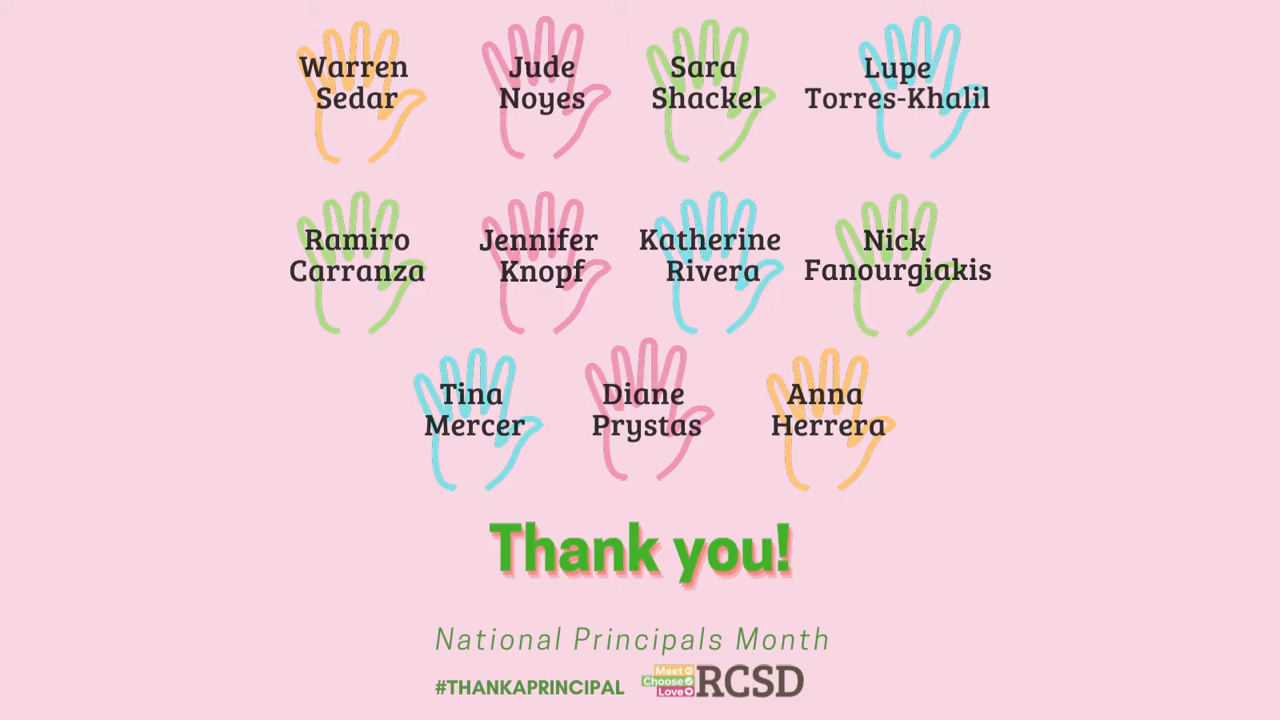 Warren
Sedar
Jude
Noyes
Sara
Shackel
Lupe
Torres-Khalil
Ramiro
Carranza
Jennifer
Knopf
Katherine
Rivera
Nick
Fanourgiakis
Tina
Mercer
Diane
Prystas
Anna
Herrera
Thank you!
National Principals Month
#THANKAPRINCIPAL
Meet
Choose
Love
RCSD